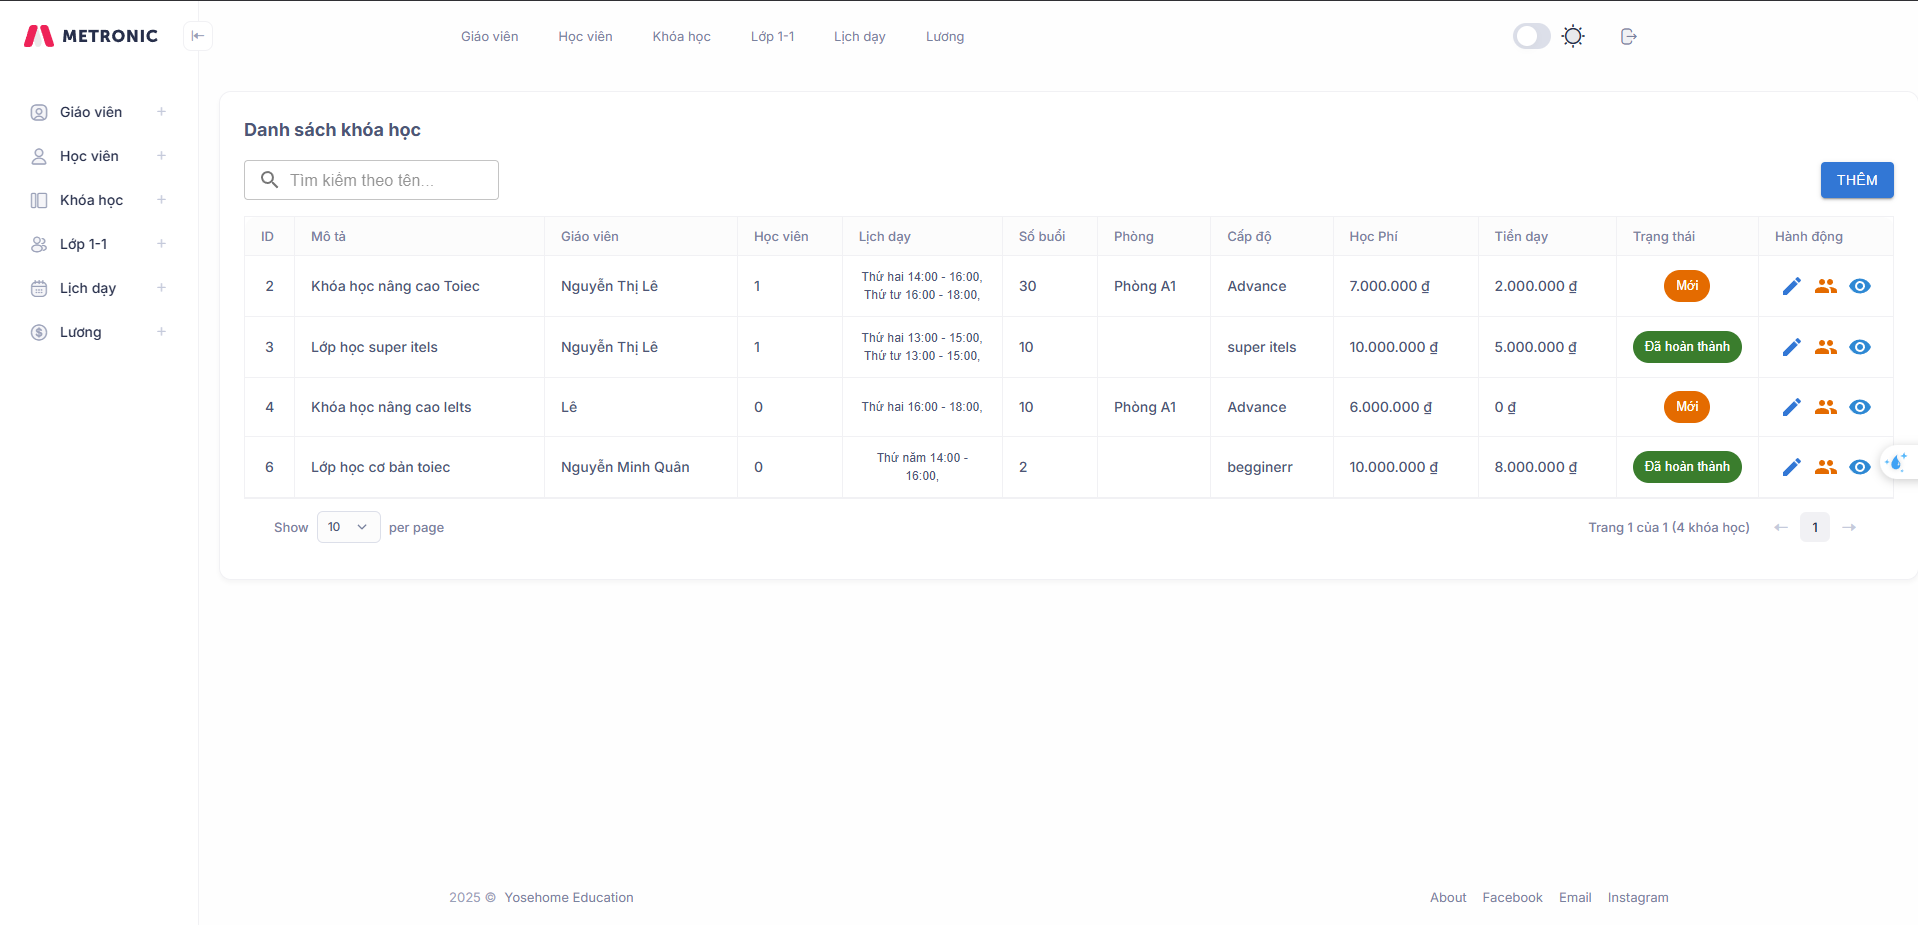 METRONIC
Giáo viên Học viên Khóa học Lớp 1-1 Lịch dạy Lương
Giáo viên +
Học viên +
Khóa học +
Lớp 1-1 +
Lịch dạy +
Lương +
Danh sách khóa học
Tìm kiếm theo tên...
THÊM
ID Mô tả Giáo viên Học viên Lịch dạy Số buổi Phòng Cấp độ Học Phí Tiền dạy Trạng thái Hành động
2 Khóa học nâng cao Toiec Nguyễn Thị Lê 1 Thứ hai 14:00 - 16:00, 30 Phòng A1 Advance 7.000.000 ₫ 2.000.000 ₫ Mới
Thứ tư 16:00 - 18:00,
3 Lớp học super itels Nguyễn Thị Lê 1 Thứ hai 13:00 - 15:00, 10 super itels 10.000.000 ₫ 5.000.000 ₫ Đã hoàn thành
Thứ tư 13:00 - 15:00,
4 Khóa học nâng cao Ielts Lê 0 Thứ hai 16:00 - 18:00, 10 Phòng A1 Advance 6.000.000 ₫ 0 ₫ Mới
6 Lớp học cơ bản toiec Nguyễn Minh Quân 0 Thứ năm 14:00 - 2 begginerr 10.000.000 ₫ 8.000.000 ₫ Đã hoàn thành
16:00,
Show 10 per page
Trang 1 của 1 (4 khóa học) ← 1 →
2025 © Yosehome Education
About Facebook Email Instagram